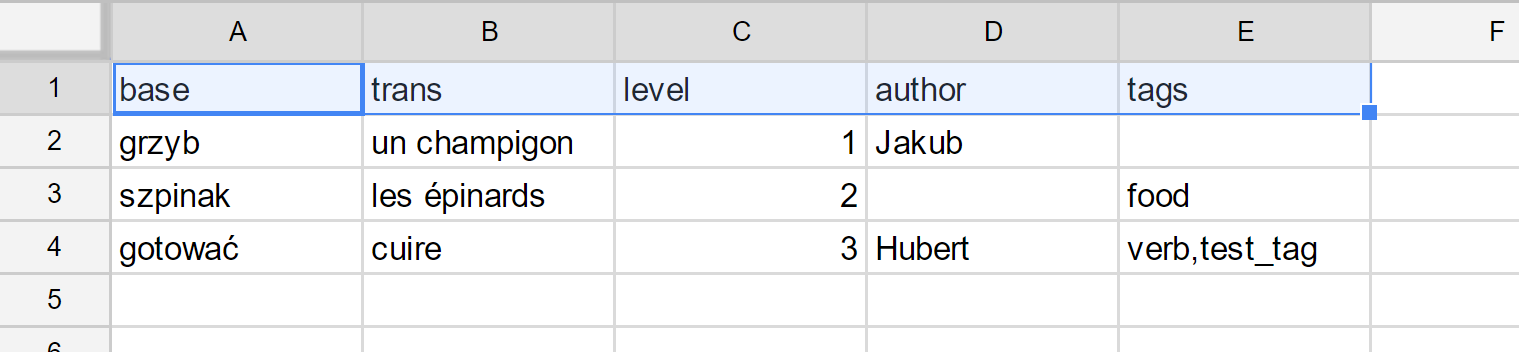 A B C D E F
1 base trans level author tags
2 grzyb un champigon 1 Jakub
3 szpinak les épinards 2 food
4 gotować cuire 3 Hubert verb,test_tag
5
6